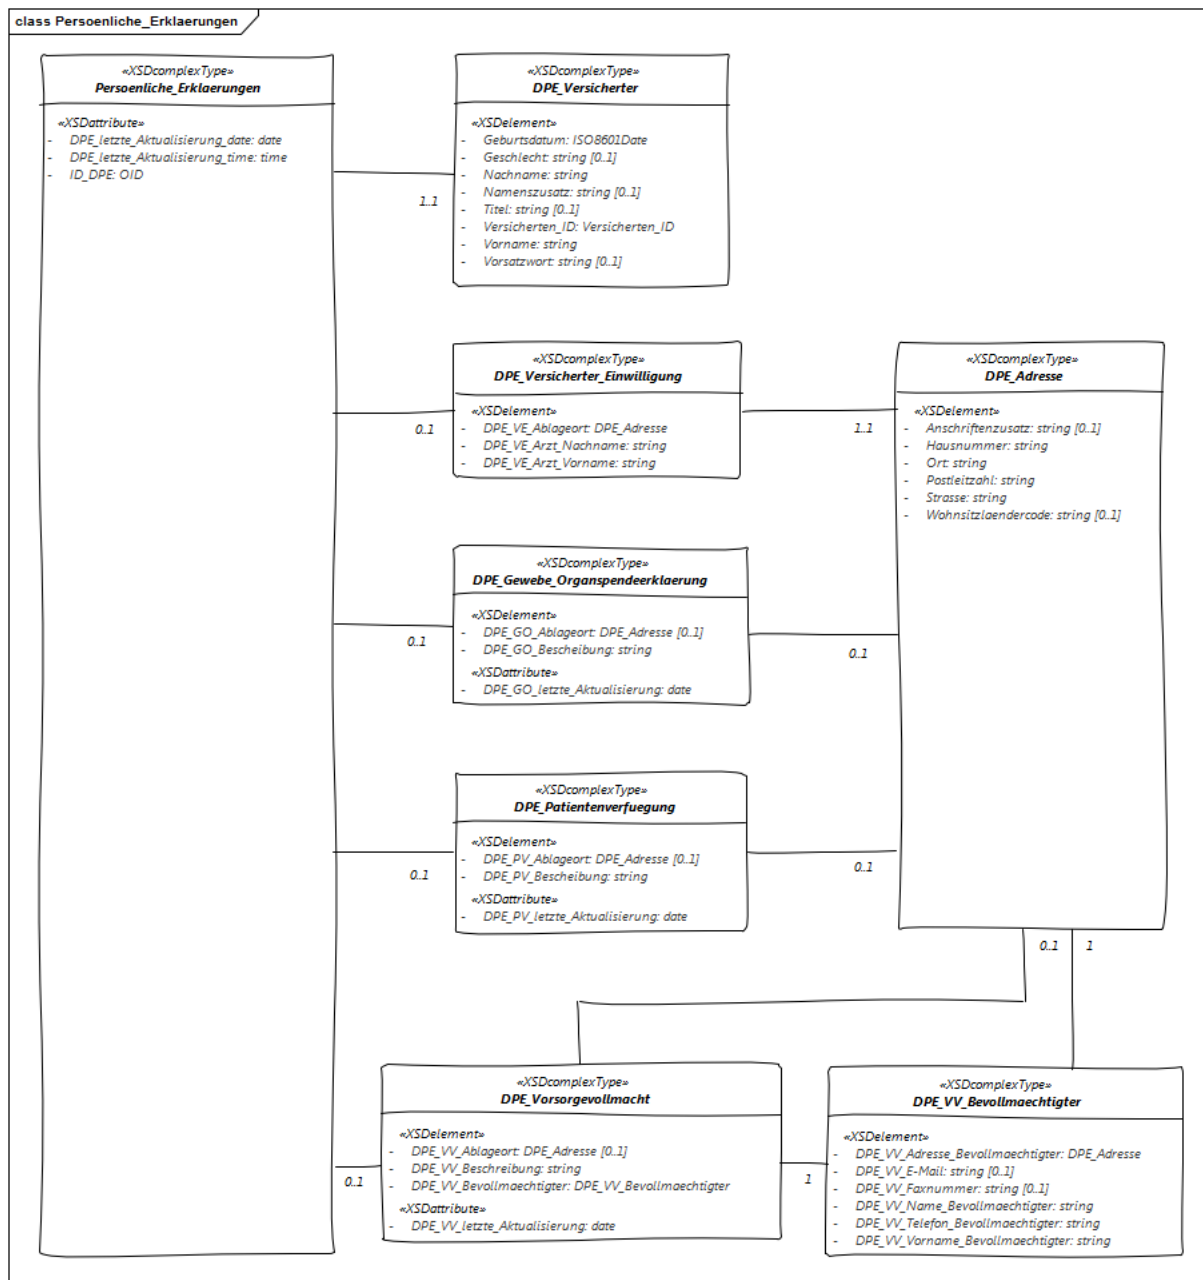 class Persoenliche_Erklaerungen
«XSDcomplexType»
Persoenliche_Erklaerungen
«XSDattribute»
- DPE_letzte_Aktualisierung_date: date
- DPE_letzte_Aktualisierung_time: time
- ID_DPE: OID
«XSDcomplexType»
DPE_Versicherter
«XSDelement»
- Geburtsdatum: ISO8601Date
- Geschlecht: string [0..1]
- Nachname: string
- Namenszusatz: string [0..1]
- Titel: string [0..1]
- Versicherten_ID: Versicherten_ID
- Vorname: string
- Vorsatzwort: string [0..1]
1..1
«XSDcomplexType»
DPE_Versicherter_Einwilligung
«XSDelement»
- DPE_VE_Ablageort: DPE_Adresse
- DPE_VE_Arzt_Nachname: string
- DPE_VE_Arzt_Vorname: string
0..1
1..1
«XSDcomplexType»
DPE_Adresse
«XSDelement»
- Anschriftenzusatz: string [0..1]
- Hausnummer: string
- Ort: string
- Postleitzahl: string
- Strasse: string
- Wohnsitzlaendercode: string [0..1]
«XSDcomplexType»
DPE_Gewebe_Organspendeerklaerung
«XSDelement»
- DPE_GO_Ablageort: DPE_Adresse [0..1]
- DPE_GO_Bescheibung: string
«XSDattribute»
- DPE_GO_letzte_Aktualisierung: date
0..1
0..1
«XSDcomplexType»
DPE_Patientenverfuegung
«XSDelement»
- DPE_PV_Ablageort: DPE_Adresse [0..1]
- DPE_PV_Bescheibung: string
«XSDattribute»
- DPE_PV_letzte_Aktualisierung: date
0..1
0..1
0..1
1
«XSDcomplexType»
DPE_Vorsorgevollmacht
«XSDelement»
- DPE_VV_Ablageort: DPE_Adresse [0..1]
- DPE_VV_Beschreibung: string
- DPE_VV_Bevollmaechtigter: DPE_VV_Bevollmaechtigter
«XSDattribute»
- DPE_VV_letzte_Aktualisierung: date
0..1
1
«XSDcomplexType»
DPE_VV_Bevollmaechtigter
«XSDelement»
- DPE_VV_Adresse_Bevollmaechtigter: DPE_Adresse
- DPE_VV_E-Mail: string [0..1]
- DPE_VV_Faxnummer: string [0..1]
- DPE_VV_Name_Bevollmaechtigter: string
- DPE_VV_Telefon_Bevollmaechtigter: string
- DPE_VV_Vorname_Bevollmaechtigter: string